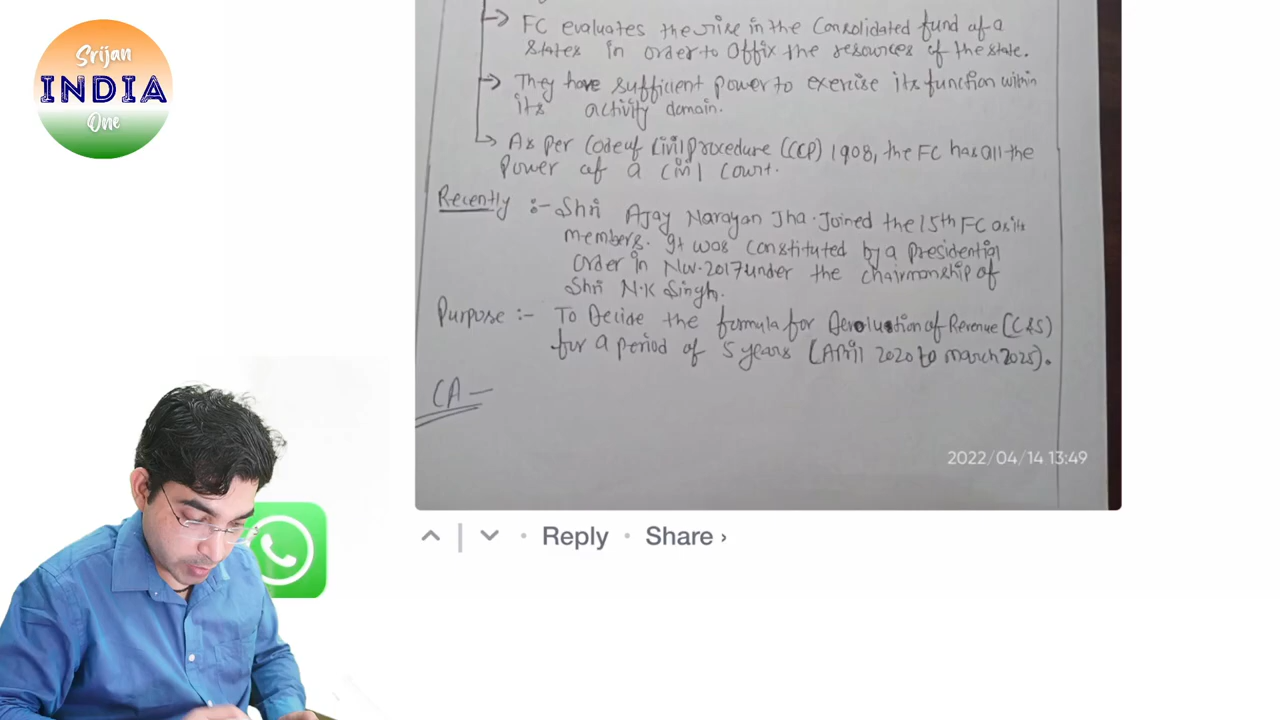 Srijan
INDIA
One
FC evaluates the rise in the Consolidated fund of a
States in order to Affix the resources of the state.
They have sufficient power to exercise its function within
its activity domain.
As per Code of Civil Procedure (CCP) 1908, the FC has all the
Power of a Civil Court.
Recently :- Shri Ajay Narayan Jha. Joined the 15th FC as its
members. It was constituted by a Presidential
Order in Nov. 2017 under the chairmanship of
Shri N.K Singh.
Purpose :- To Decide the formula for Devolution of Revenue (C&S)
for a period of 5 years (April 2020 to march 2025).
CA —
2022/04/14 13:49
Reply • Share ›